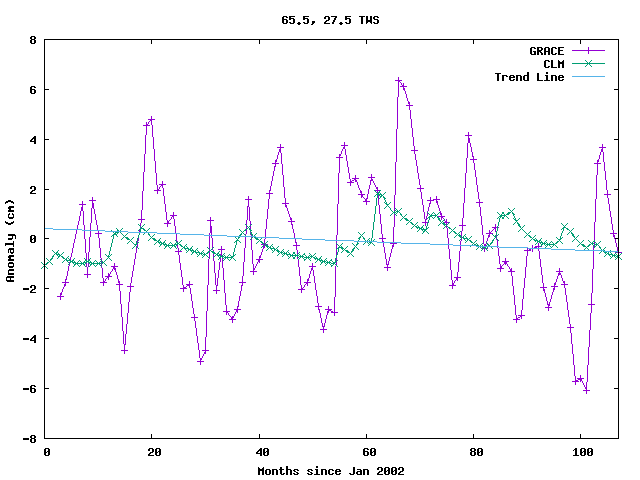 65.5, 27.5 TWS
GRACE
CLM
Trend Line
8
6
4
2
0
-2
-4
-6
-8
Anomaly (cm)
0 20 40 60 80 100
Months since Jan 2002